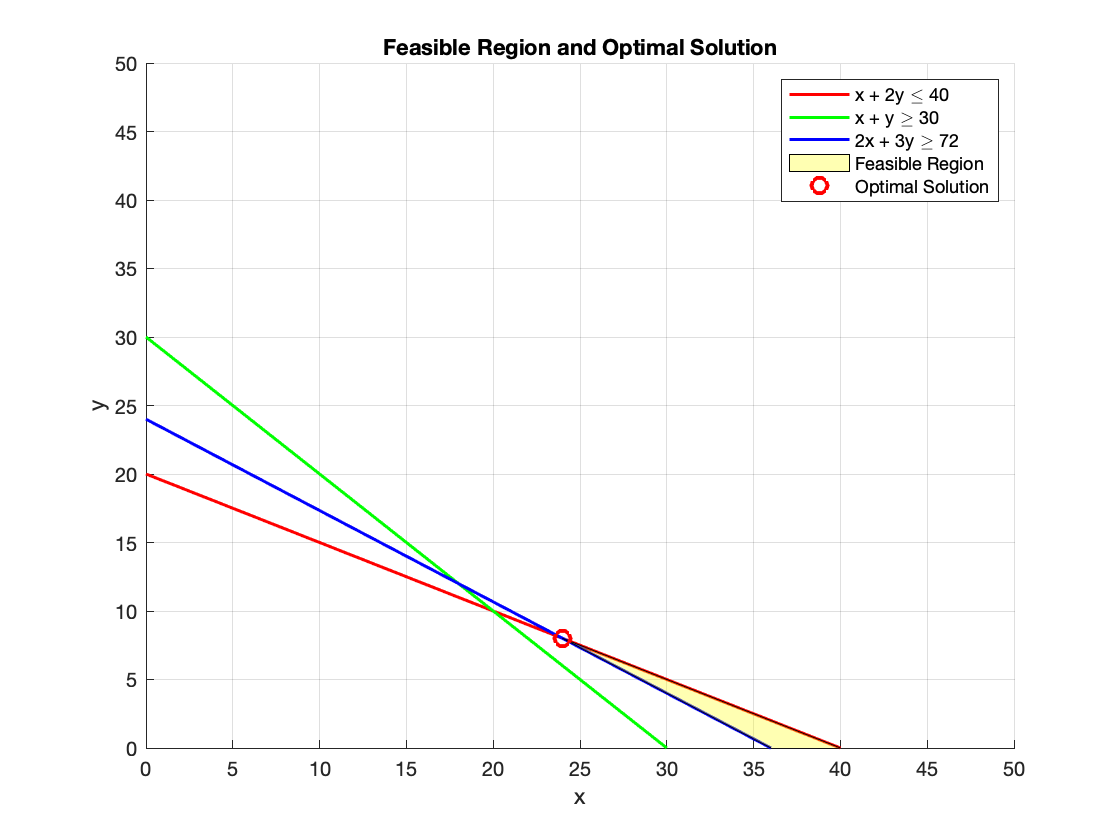 Feasible Region and Optimal Solution
x + 2y ≤ 40
x + y ≥ 30
2x + 3y ≥ 72
Feasible Region
Optimal Solution
50
45
40
35
30
25
20
15
10
5
0
y
0 5 10 15 20 25 30 35 40 45 50
x